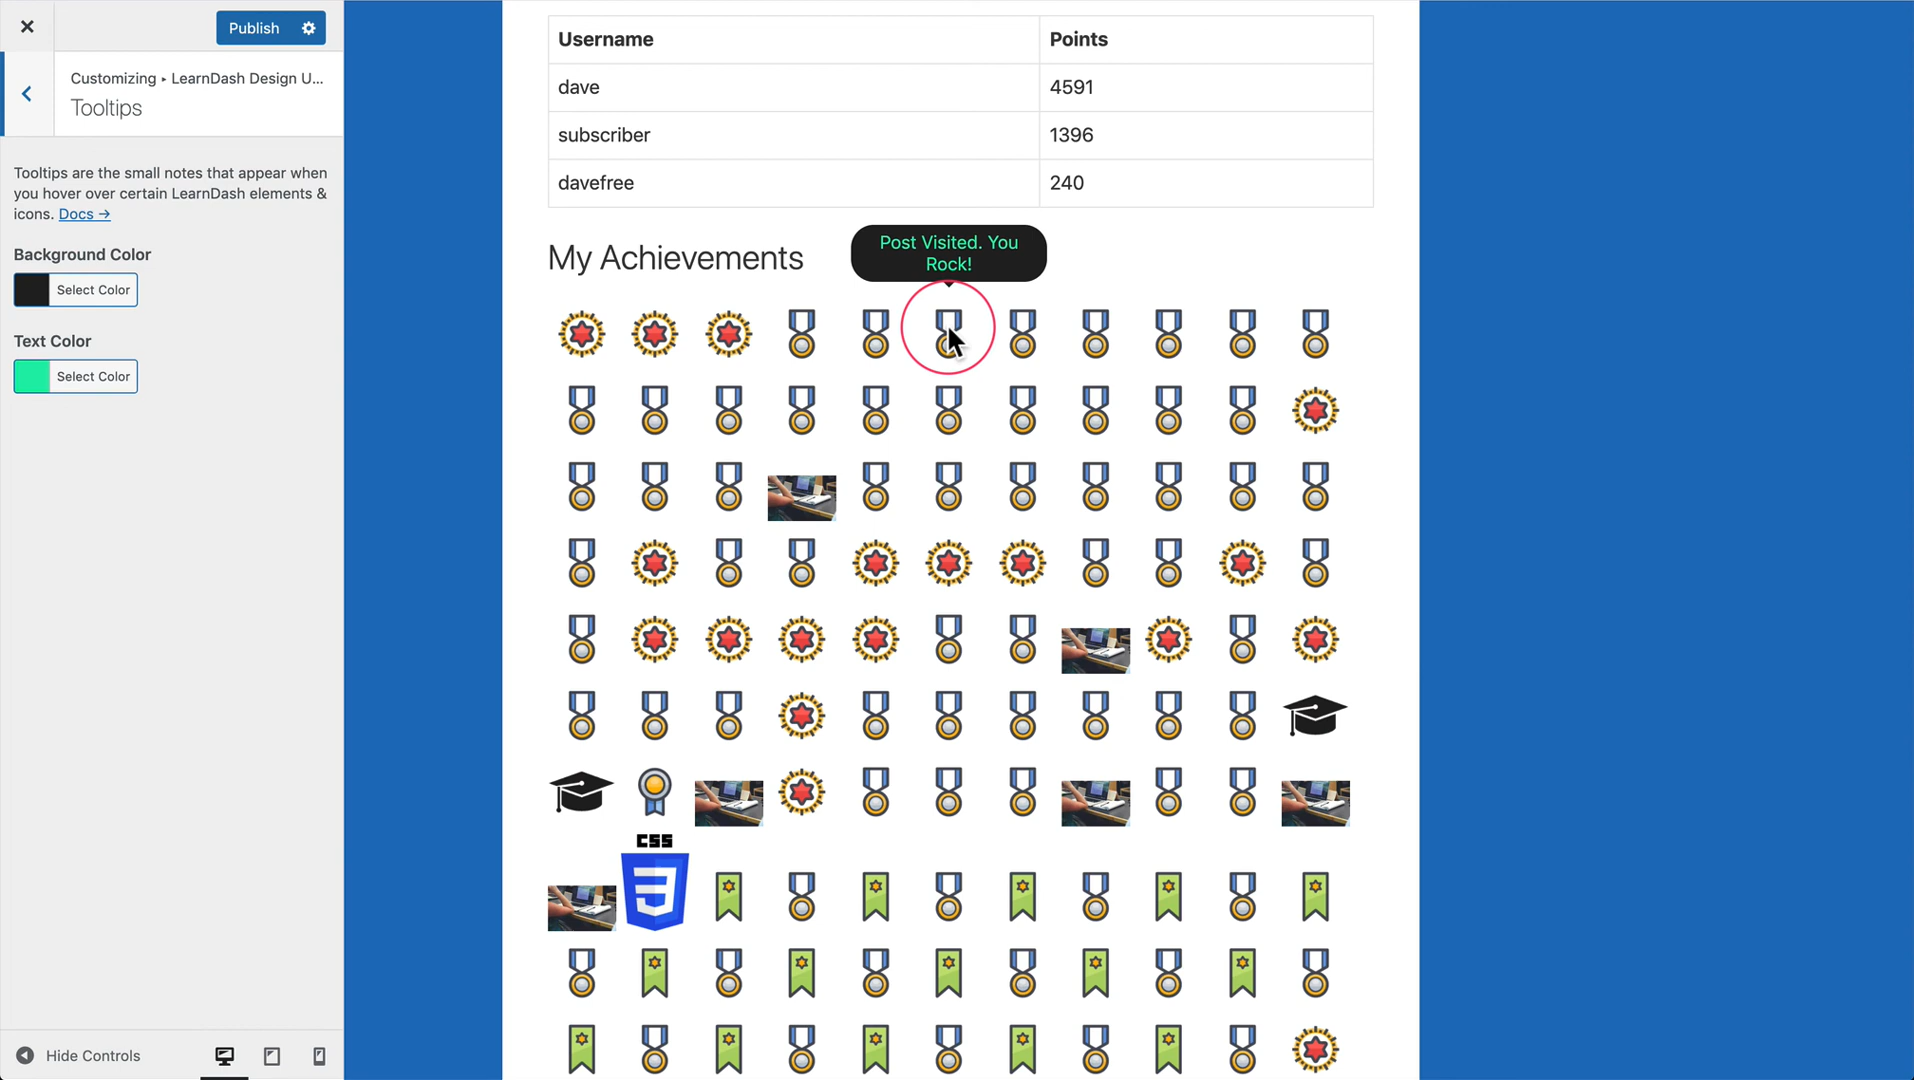 Publish
Customizing ▸ LearnDash Design U...
Tooltips
Tooltips are the small notes that appear when
you hover over certain LearnDash elements &
icons. Docs →
Background Color
Select Color
Text Color
Select Color
Hide Controls
Username Points
dave 4591
subscriber 1396
davefree 240
My Achievements
Post Visited. You
Rock!
CSS